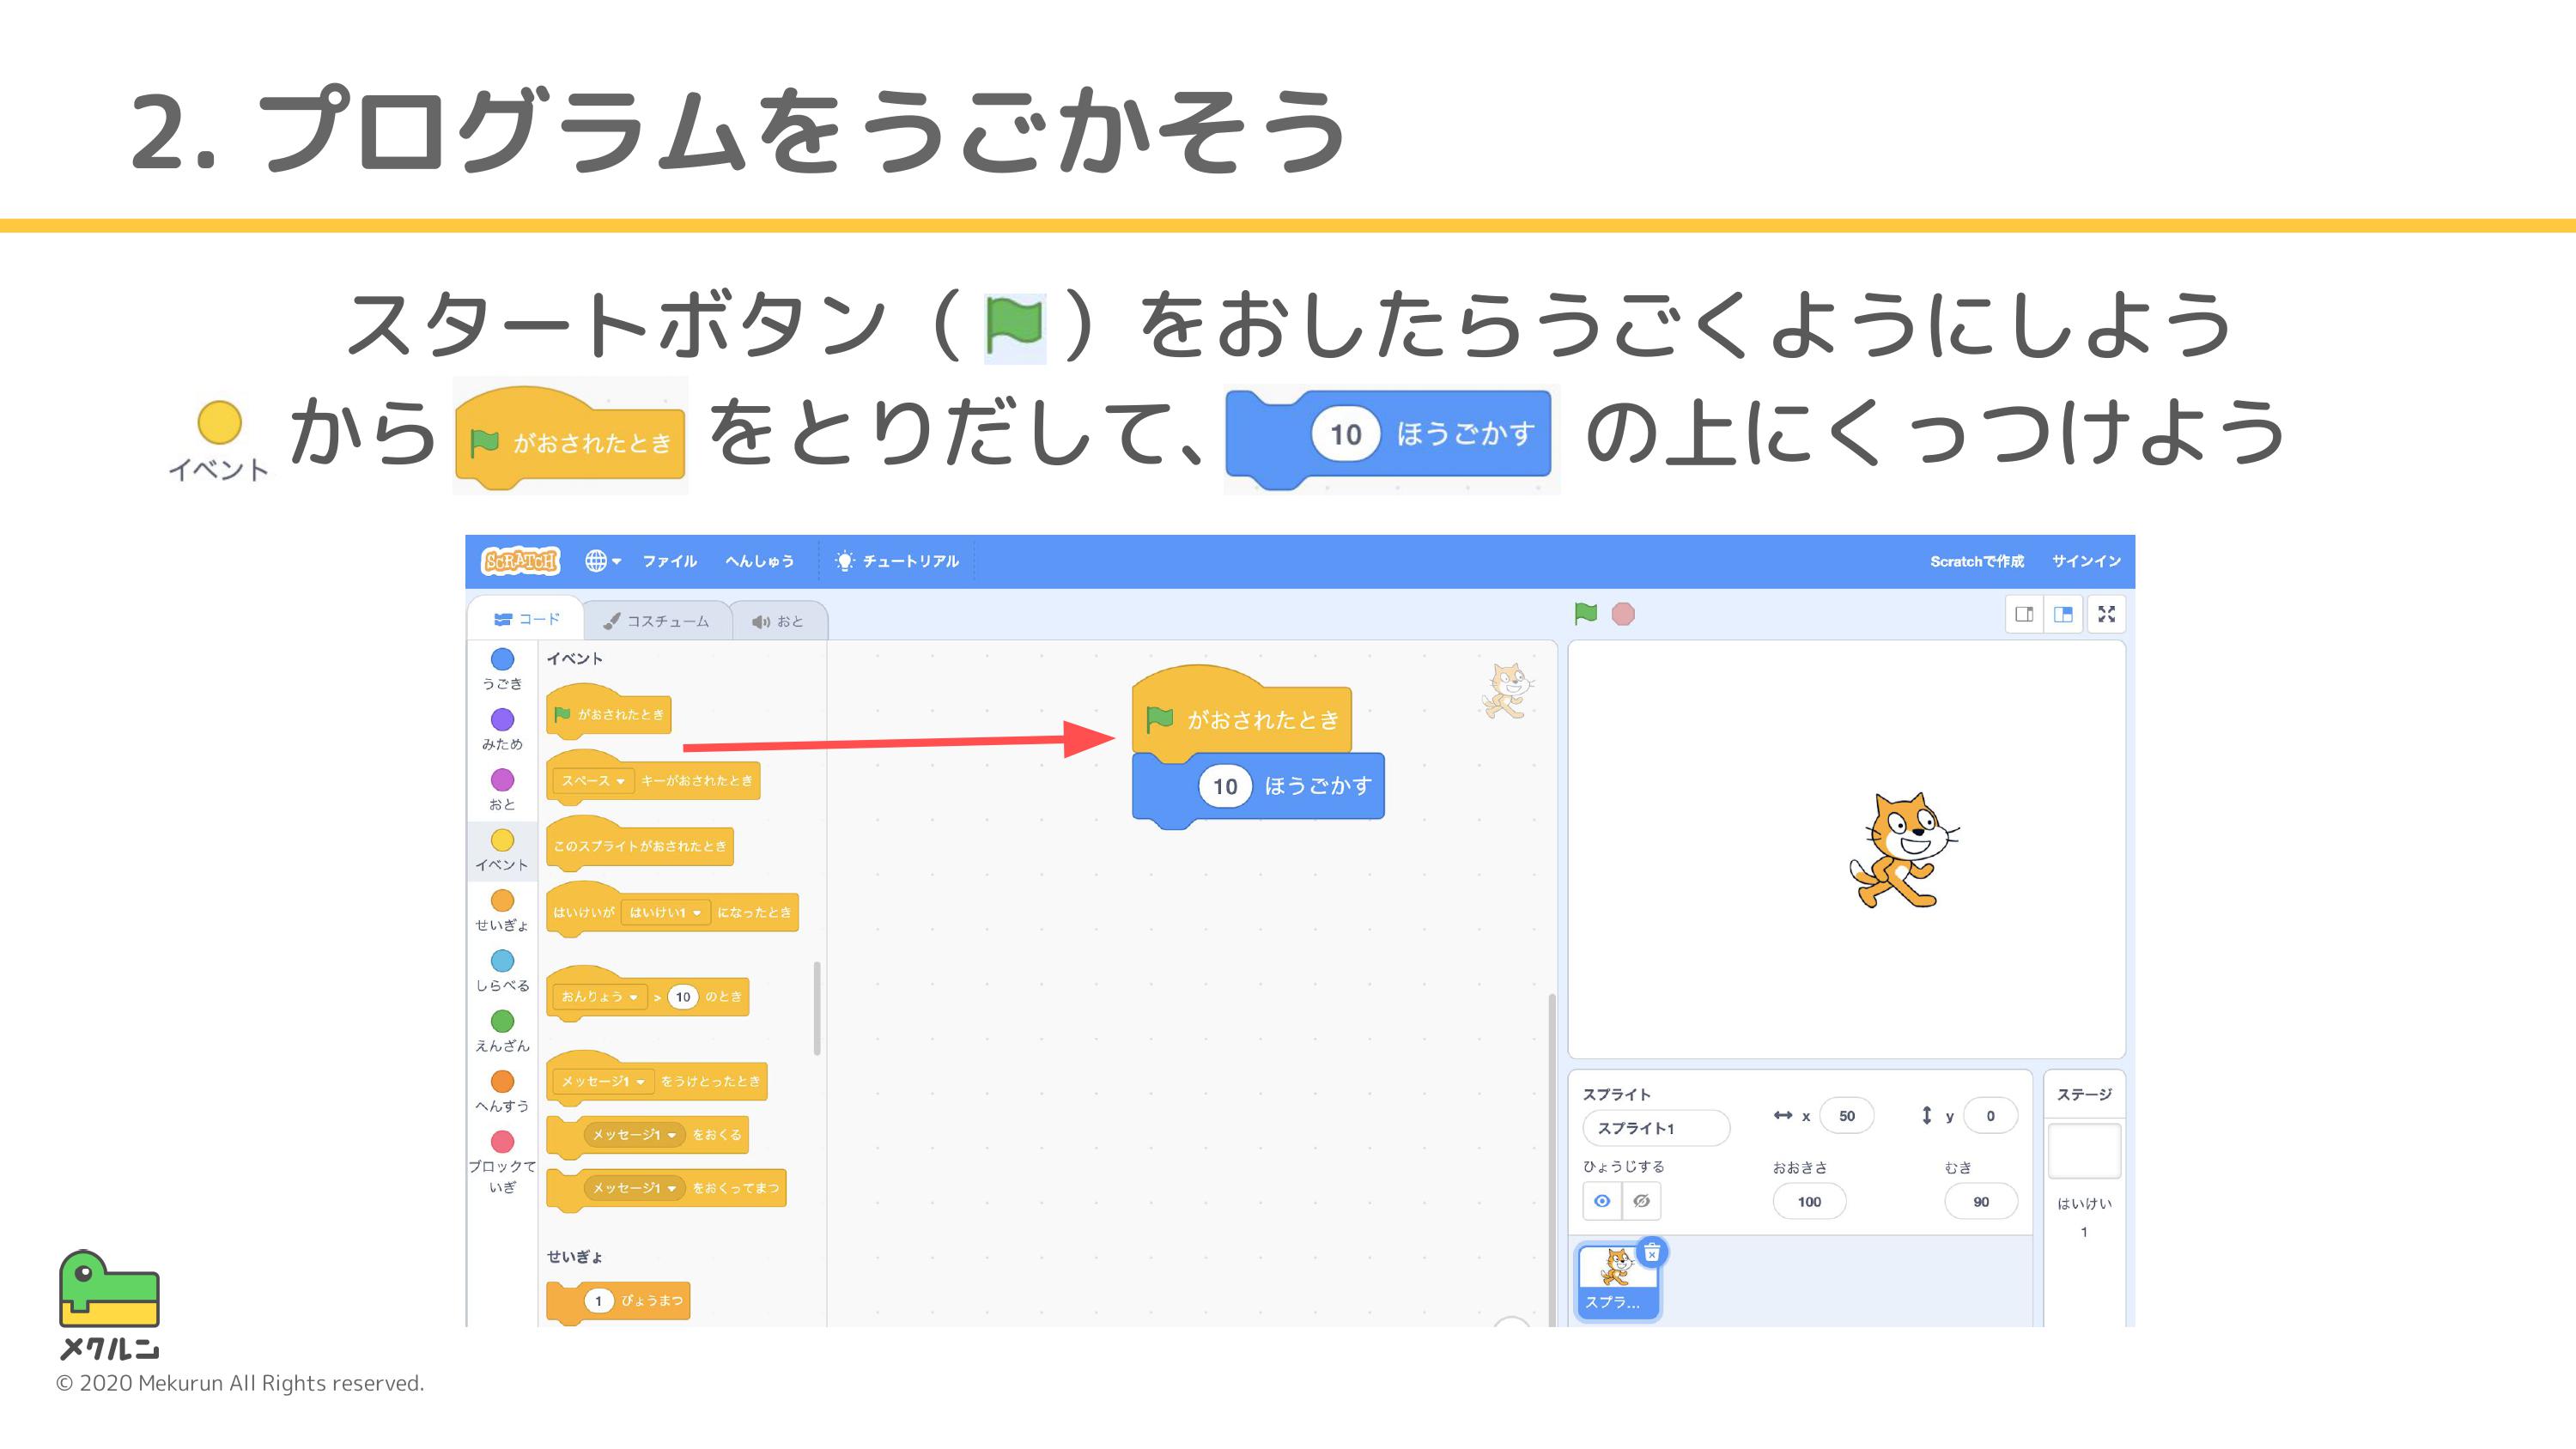 2. プログラムをうごかそう
スタートボタン（ ）をおしたらうごくようにしよう
イベント から がおされたとき をとりだして、 10 ほうごかす の上にくっつけよう
SCRATCH ファイル へんしゅう チュートリアル Scratchで作成 サインイン
コード コスチューム おと
うごき
みため
おと
イベント
せいぎょ
しらべる
えんざん
へんすう
ブロックて
いぎ
イベント
がおされたとき
スペース キーがおされたとき
このスプライトがおされたとき
はいけいが はいけい1 になったとき
おんりょう > 10 のとき
メッセージ1 をうけとったとき
メッセージ1 をおくる
メッセージ1 をおくってまつ
せいぎょ
1 びょうまつ
がおされたとき
10 ほうごかす
スプライト
スプライト1 x 50 y 0
ひょうじする おおきさ むき
100 90
スプラ...
ステージ
はいけい
1
メクルン
© 2020 Mekurun All Rights reserved.